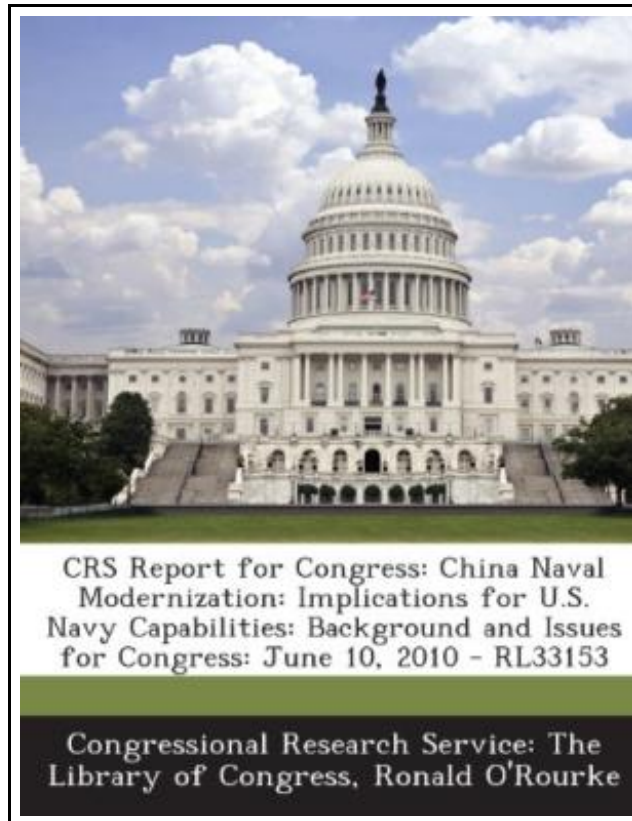 CRS Report for Congress: China Naval
Modernization: Implications for U.S.
Navy Capabilities: Background and Issues
for Congress: June 10, 2010 - RL33153
Congressional Research Service: The
Library of Congress, Ronald O'Rourke